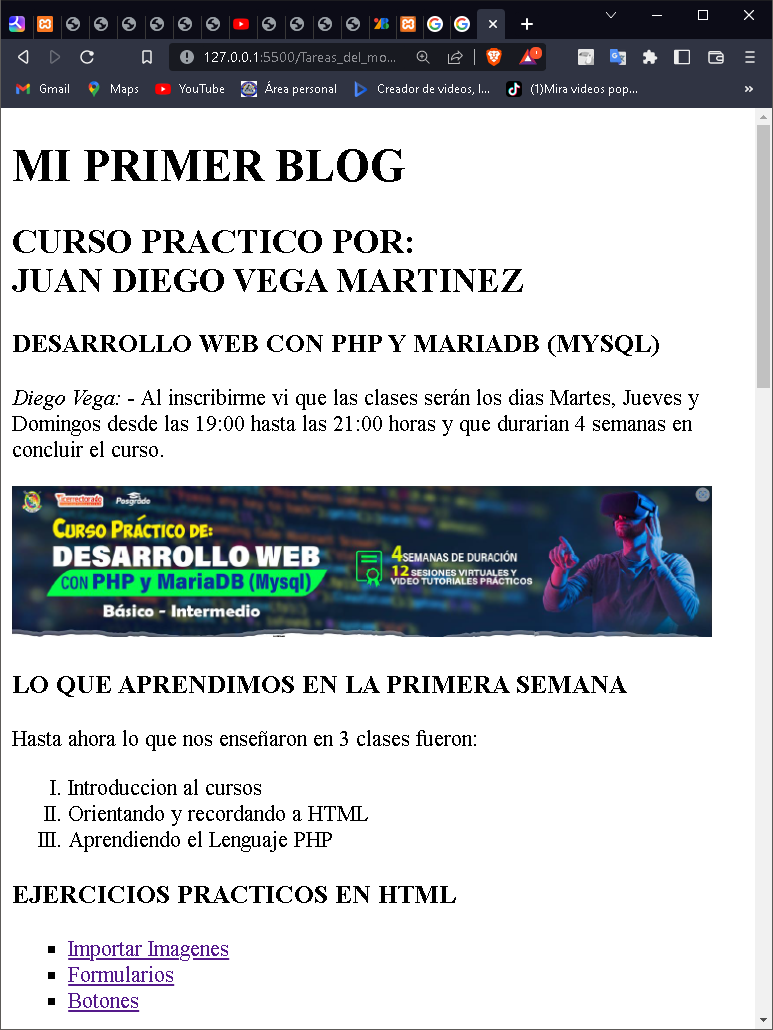 127.0.0.1:5500/Tareas_del_mo...
Gmail
Maps
YouTube
Área personal
Creador de videos, I...
(1)Mira videos pop...
»
MI PRIMER BLOG
CURSO PRACTICO POR:
JUAN DIEGO VEGA MARTINEZ
DESARROLLO WEB CON PHP Y MARIADB (MYSQL)
Diego Vega: - Al inscribirme vi que las clases serán los dias Martes, Jueves y
Domingos desde las 19:00 hasta las 21:00 horas y que durarian 4 semanas en
concluir el curso.
Posgrado
CURSO PRÁCTICO DE:
DESARROLLO WEB
CON PHP y MariaDB (Mysql)
Básico - Intermedio
4 SEMANAS DE DURACIÓN
12 SESIONES VIRTUALES Y
VIDEO TUTORIALES PRÁCTICOS
LO QUE APRENDIMOS EN LA PRIMERA SEMANA
Hasta ahora lo que nos enseñaron en 3 clases fueron:
I. Introduccion al cursos
II. Orientando y recordando a HTML
III. Aprendiendo el Lenguaje PHP
EJERCICIOS PRACTICOS EN HTML
Importar Imagenes
Formularios
Botones